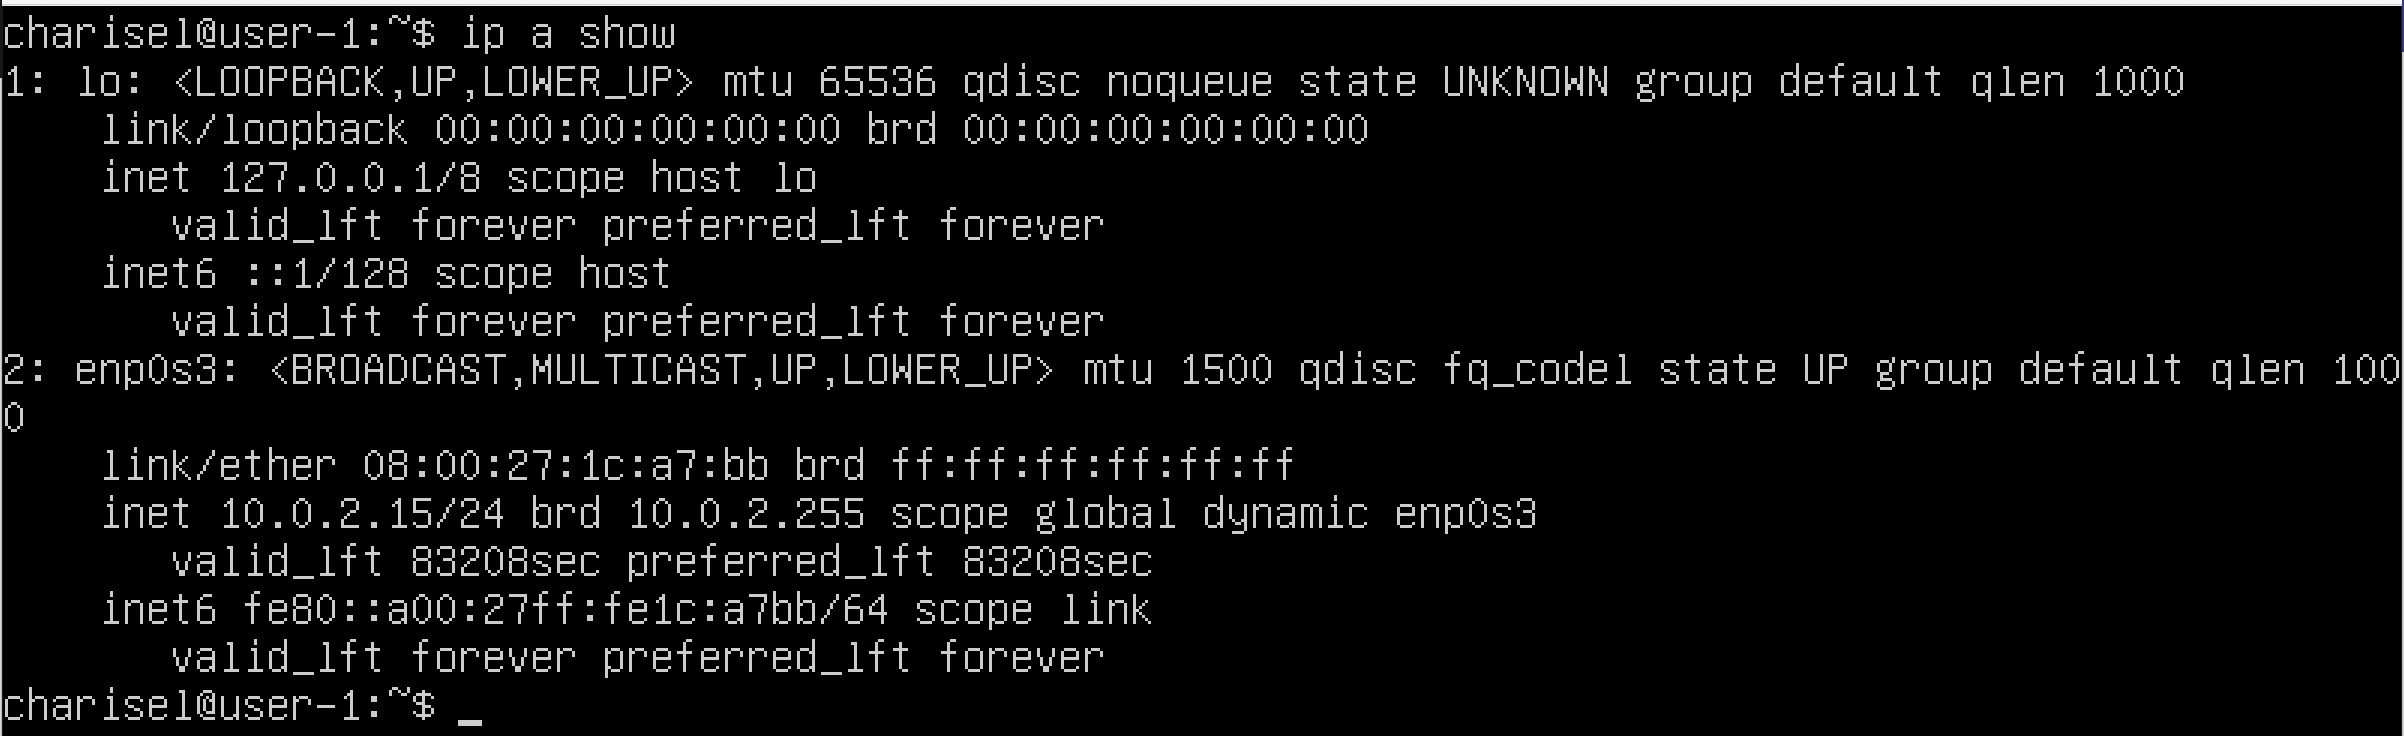 charisel@user-1:~$ ip a show
1: lo: <LOOPBACK,UP,LOWER_UP> mtu 65536 qdisc noqueue state UNKNOWN group default qlen 1000
    link/loopback 00:00:00:00:00:00 brd 00:00:00:00:00:00
    inet 127.0.0.1/8 scope host lo
       valid_lft forever preferred_lft forever
    inet6 ::1/128 scope host
       valid_lft forever preferred_lft forever
2: enp0s3: <BROADCAST,MULTICAST,UP,LOWER_UP> mtu 1500 qdisc fq_codel state UP group default qlen 100
0
    link/ether 08:00:27:1c:a7:bb brd ff:ff:ff:ff:ff:ff
    inet 10.0.2.15/24 brd 10.0.2.255 scope global dynamic enp0s3
       valid_lft 83208sec preferred_lft 83208sec
    inet6 fe80::a00:27ff:fe1c:a7bb/64 scope link
       valid_lft forever preferred_lft forever
charisel@user-1:~$ _